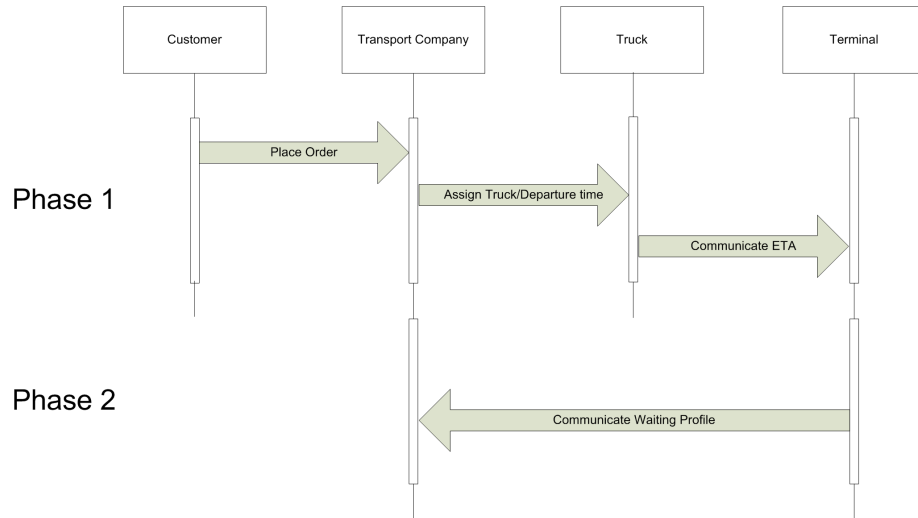 Customer
Transport Company
Truck
Terminal
Place Order
Phase 1
Assign Truck/Departure time
Communicate ETA
Phase 2
Communicate Waiting Profile